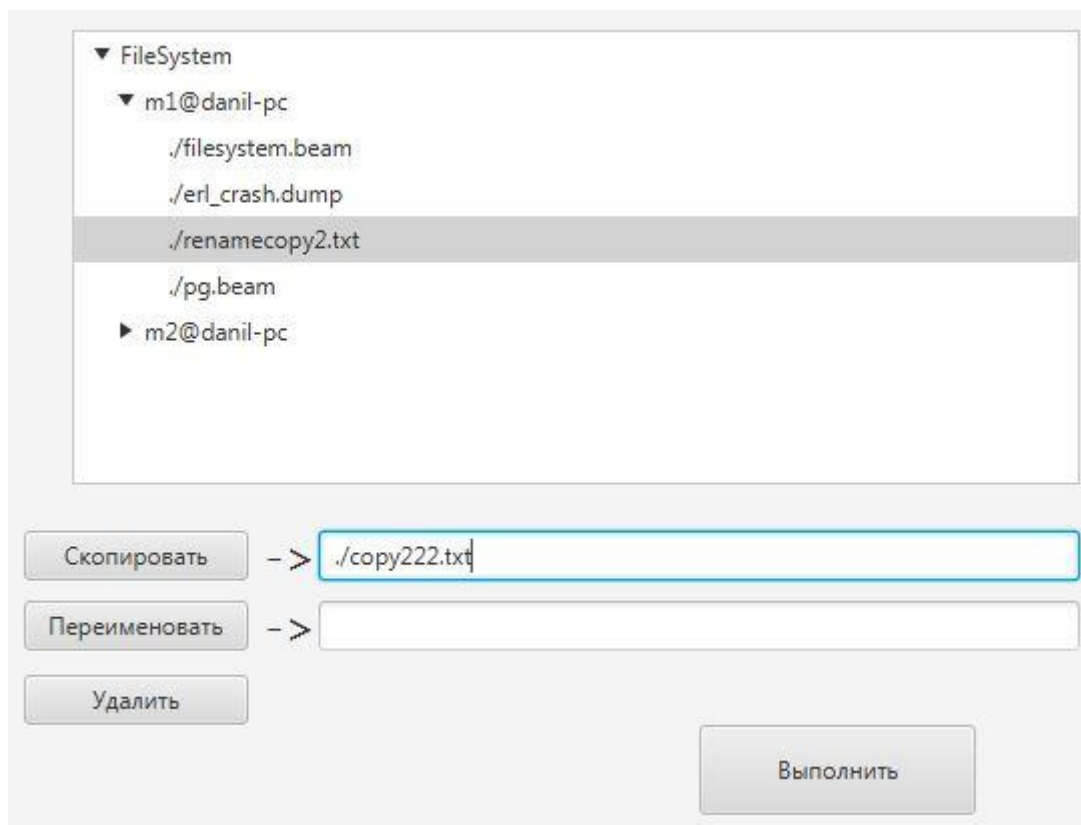 FileSystem
m1@danil-pc
./filesystem.beam
./erl_crash.dump
./renamecopy2.txt
./pg.beam
m2@danil-pc
Скопировать –> ./copy222.txt
Переименовать –>
Удалить
Выполнить